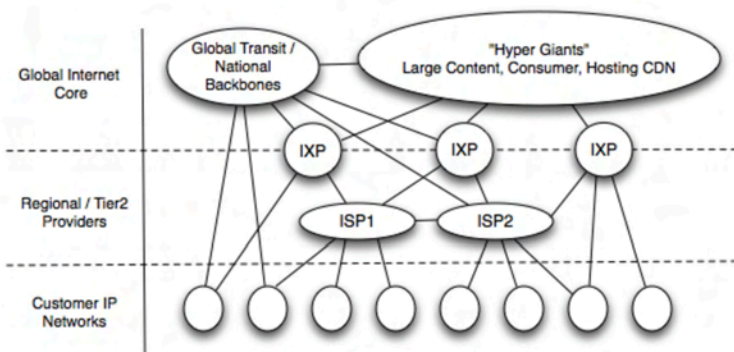 Global Internet
Core
Global Transit /
National
Backbones
"Hyper Giants"
Large Content, Consumer, Hosting CDN
IXP
IXP
IXP
Regional / Tier2
Providers
ISP1
ISP2
Customer IP
Networks